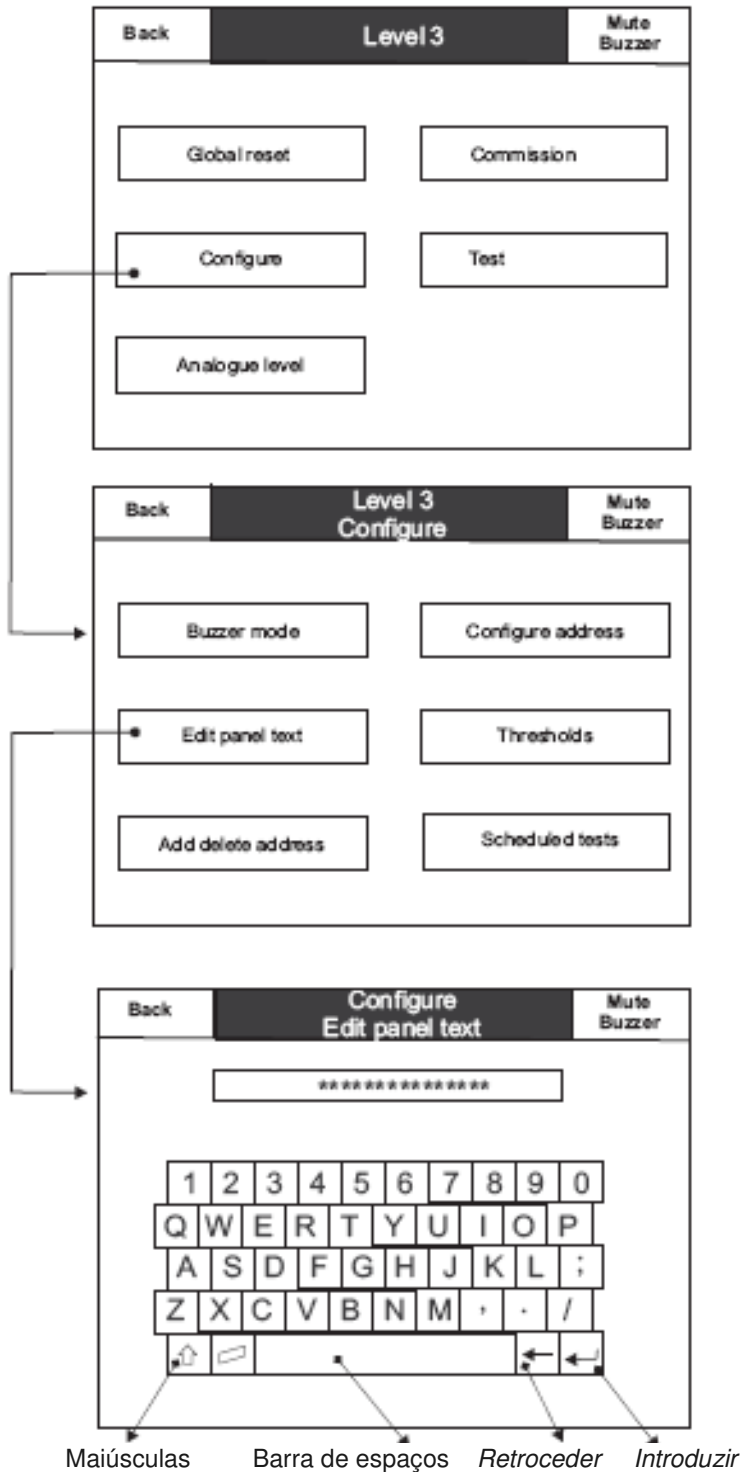 Back Level 3 Mute
Buzzer
Global reset Commission
Configure Test
Analogue level
Back Level 3 Mute
Configure Buzzer
Buzzer mode Configure address
Edit panel text Thresholds
Add delete address Scheduled tests
Back Configure Mute
Edit panel text Buzzer
***************
1 2 3 4 5 6 7 8 9 0
Q W E R T Y U I O P
A S D F G H J K L ;
Z X C V B N M , . /
Maiúsculas Barra de espaços Retroceder Introduzir